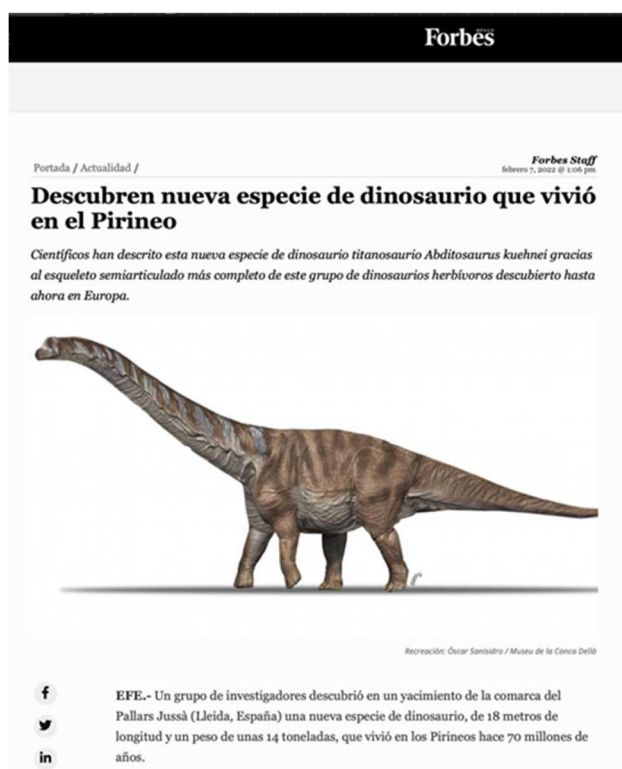 Forbes
MÉXICO
Portada / Actualidad /
Forbes Staff
febrero 7, 2022 @ 1:06 pm
Descubren nueva especie de dinosaurio que vivió
en el Pirineo
Científicos han descrito esta nueva especie de dinosaurio titanosaurio Abditosaurus kuehnei gracias
al esqueleto semiarticulado más completo de este grupo de dinosaurios herbívoros descubierto hasta
ahora en Europa.
Recreación: Óscar Sanisidro / Museu de la Conca Dellà
EFE.- Un grupo de investigadores descubrió en un yacimiento de la comarca del
Pallars Jussà (Lleida, España) una nueva especie de dinosaurio, de 18 metros de
longitud y un peso de unas 14 toneladas, que vivió en los Pirineos hace 70 millones de
años.